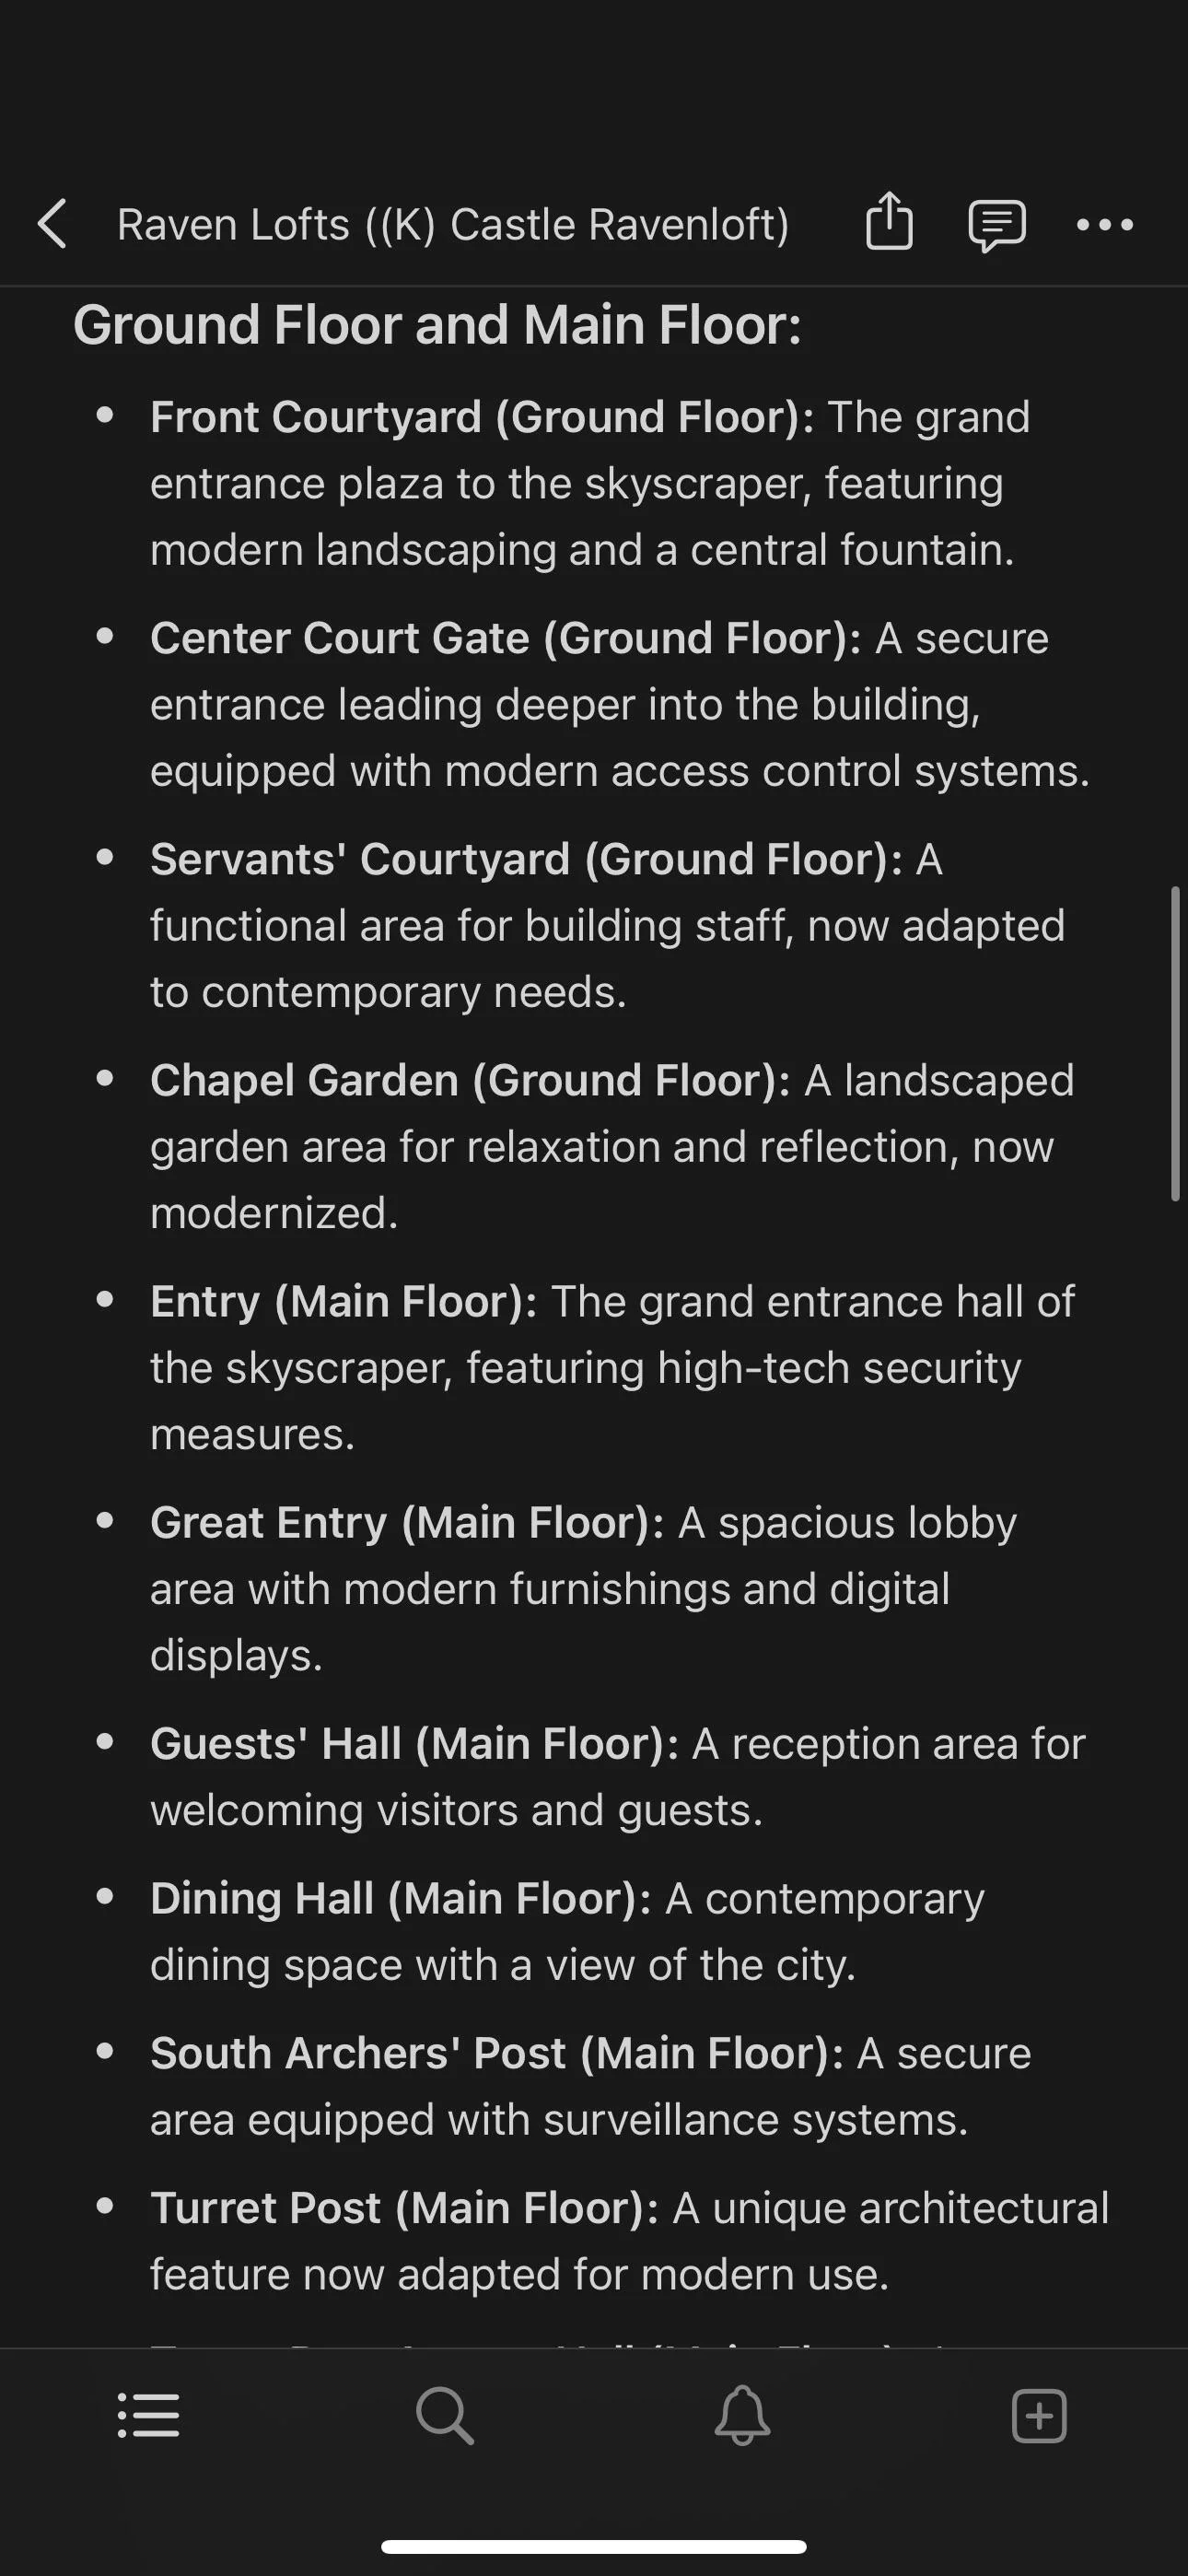 Raven Lofts ((K) Castle Ravenloft)
Ground Floor and Main Floor:
• Front Courtyard (Ground Floor): The grand
entrance plaza to the skyscraper, featuring
modern landscaping and a central fountain.
• Center Court Gate (Ground Floor): A secure
entrance leading deeper into the building,
equipped with modern access control systems.
• Servants' Courtyard (Ground Floor): A
functional area for building staff, now adapted
to contemporary needs.
• Chapel Garden (Ground Floor): A landscaped
garden area for relaxation and reflection, now
modernized.
• Entry (Main Floor): The grand entrance hall of
the skyscraper, featuring high-tech security
measures.
• Great Entry (Main Floor): A spacious lobby
area with modern furnishings and digital
displays.
• Guests' Hall (Main Floor): A reception area for
welcoming visitors and guests.
• Dining Hall (Main Floor): A contemporary
dining space with a view of the city.
• South Archers' Post (Main Floor): A secure
area equipped with surveillance systems.
• Turret Post (Main Floor): A unique architectural
feature now adapted for modern use.